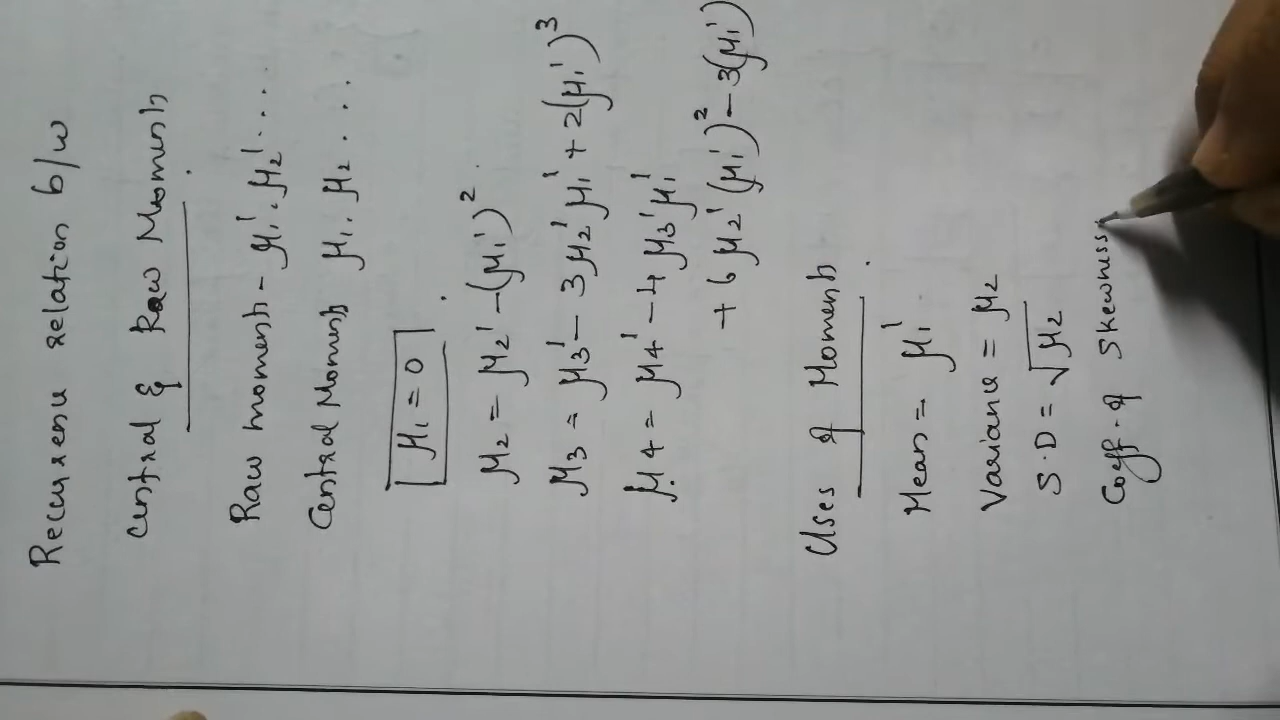 Recurrence relation b/w
central & Raw Moments.
Raw moments - μ₁'. μ₂'. . . .
Central Moments μ₁. μ₂ . . .
μ₁ = 0.
μ₂ = μ₂' - (μ₁')².
μ₃ = μ₃' - 3μ₂'μ₁' + 2(μ₁')³
μ₄ = μ₄' - 4μ₃'μ₁'
+ 6μ₂'(μ₁')² - 3(μ₁')
Uses of Moments.
Mean = μ₁'
Variance = μ₂
S.D = √μ₂
Coeff. of Skewness